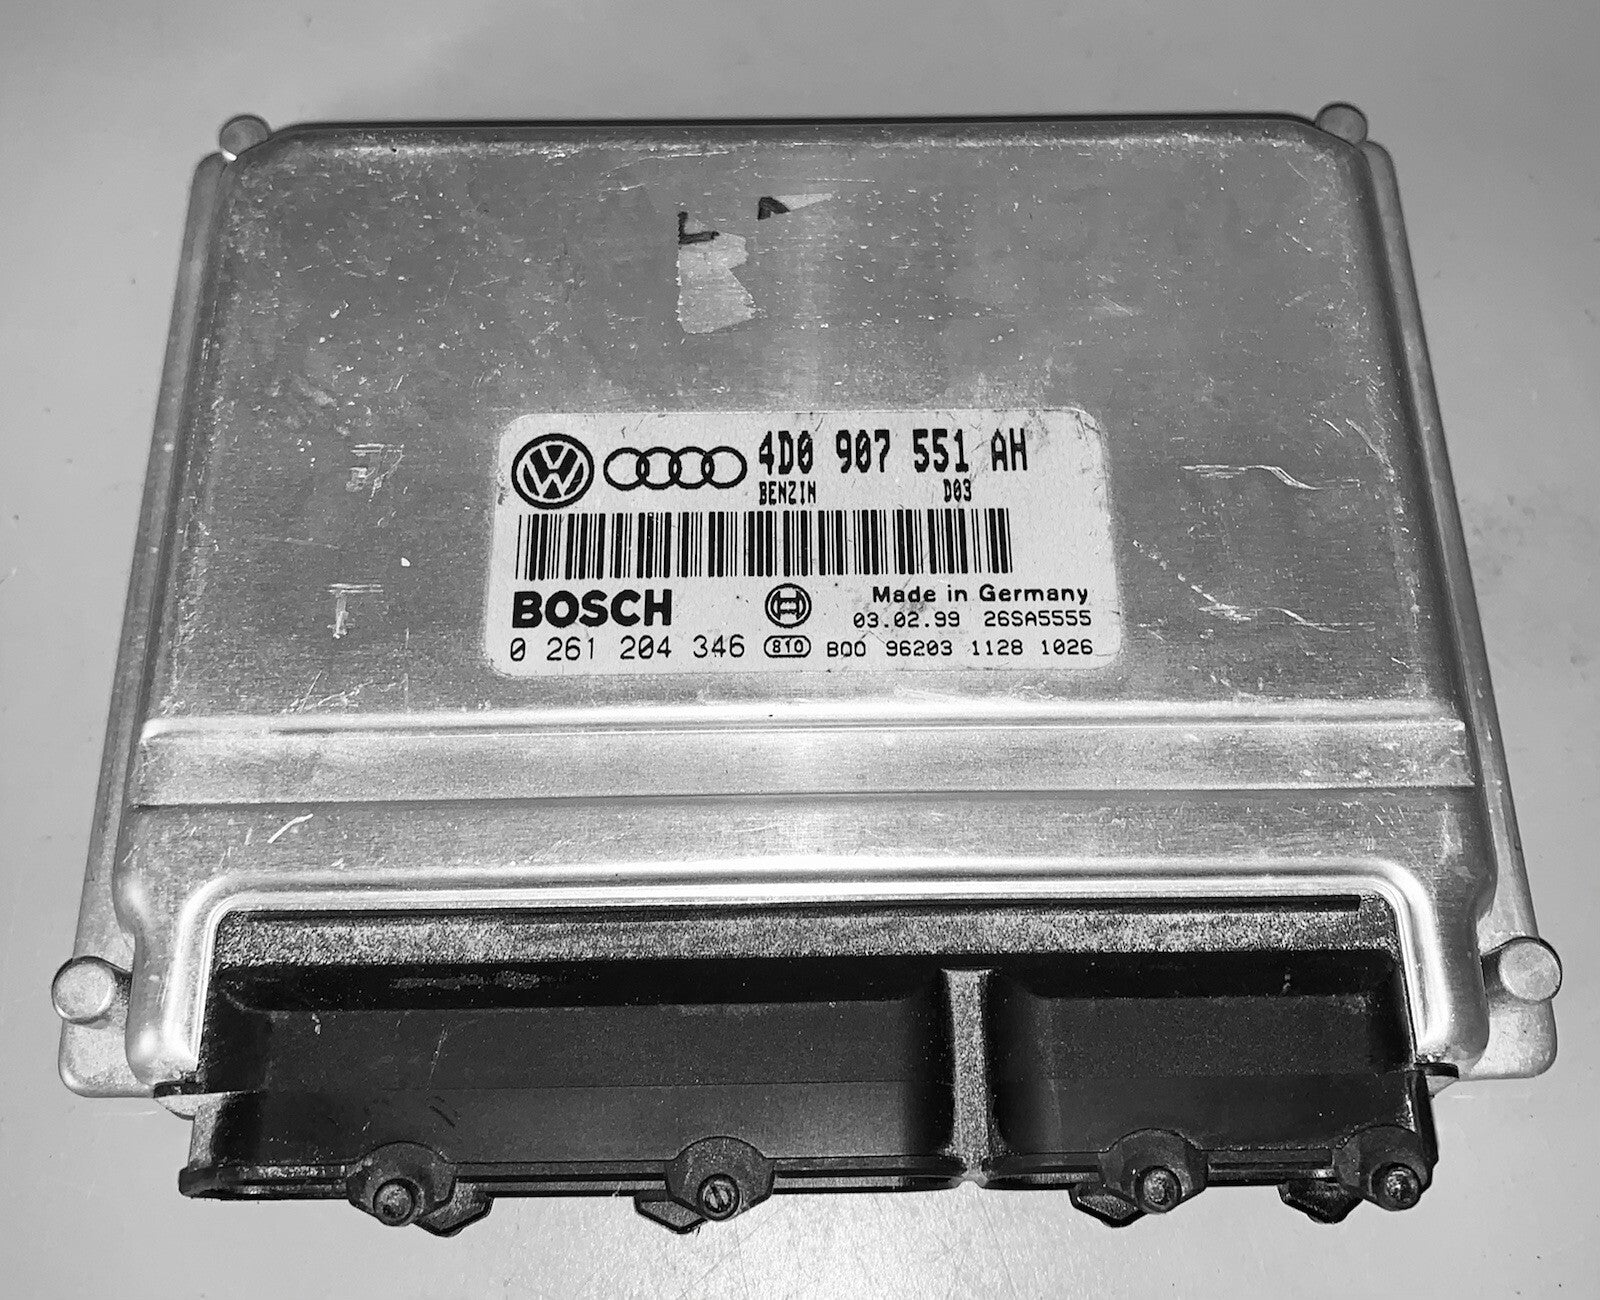 L
4D0 907 551 AH
BENZIN D03
BOSCH
Made in Germany
03.02.99 26SA5555
0 261 204 346 810 B00 96203 1128 1026